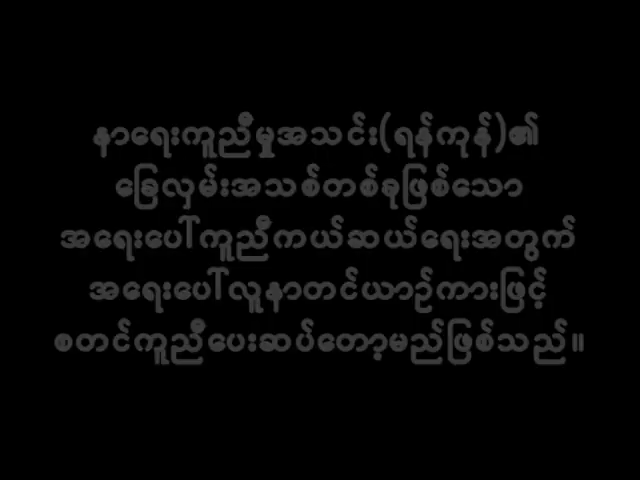 နာရေးကူညီမှုအသင်း(ရန်ကုန်)၏
ခြေလှမ်းအသစ်တစ်ခုဖြစ်သော
အရေးပေါ်ကူညီကယ်ဆယ်ရေးအတွက်
အရေးပေါ်လူနာတင်ယာဉ်ကားဖြင့်
စတင်ကူညီပေးဆပ်တော့မည်ဖြစ်သည်။